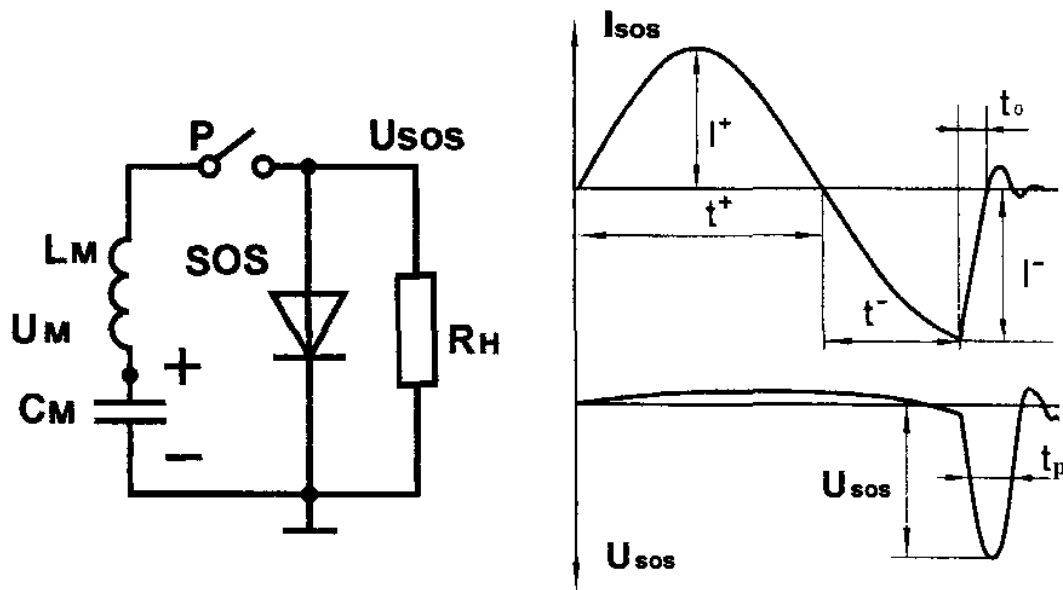 P
Usos
LM
SOS
UM
+
RH
CM
–
Isos
I⁺
t⁺
tₒ
I⁻
t⁻
Usos
tp
Usos